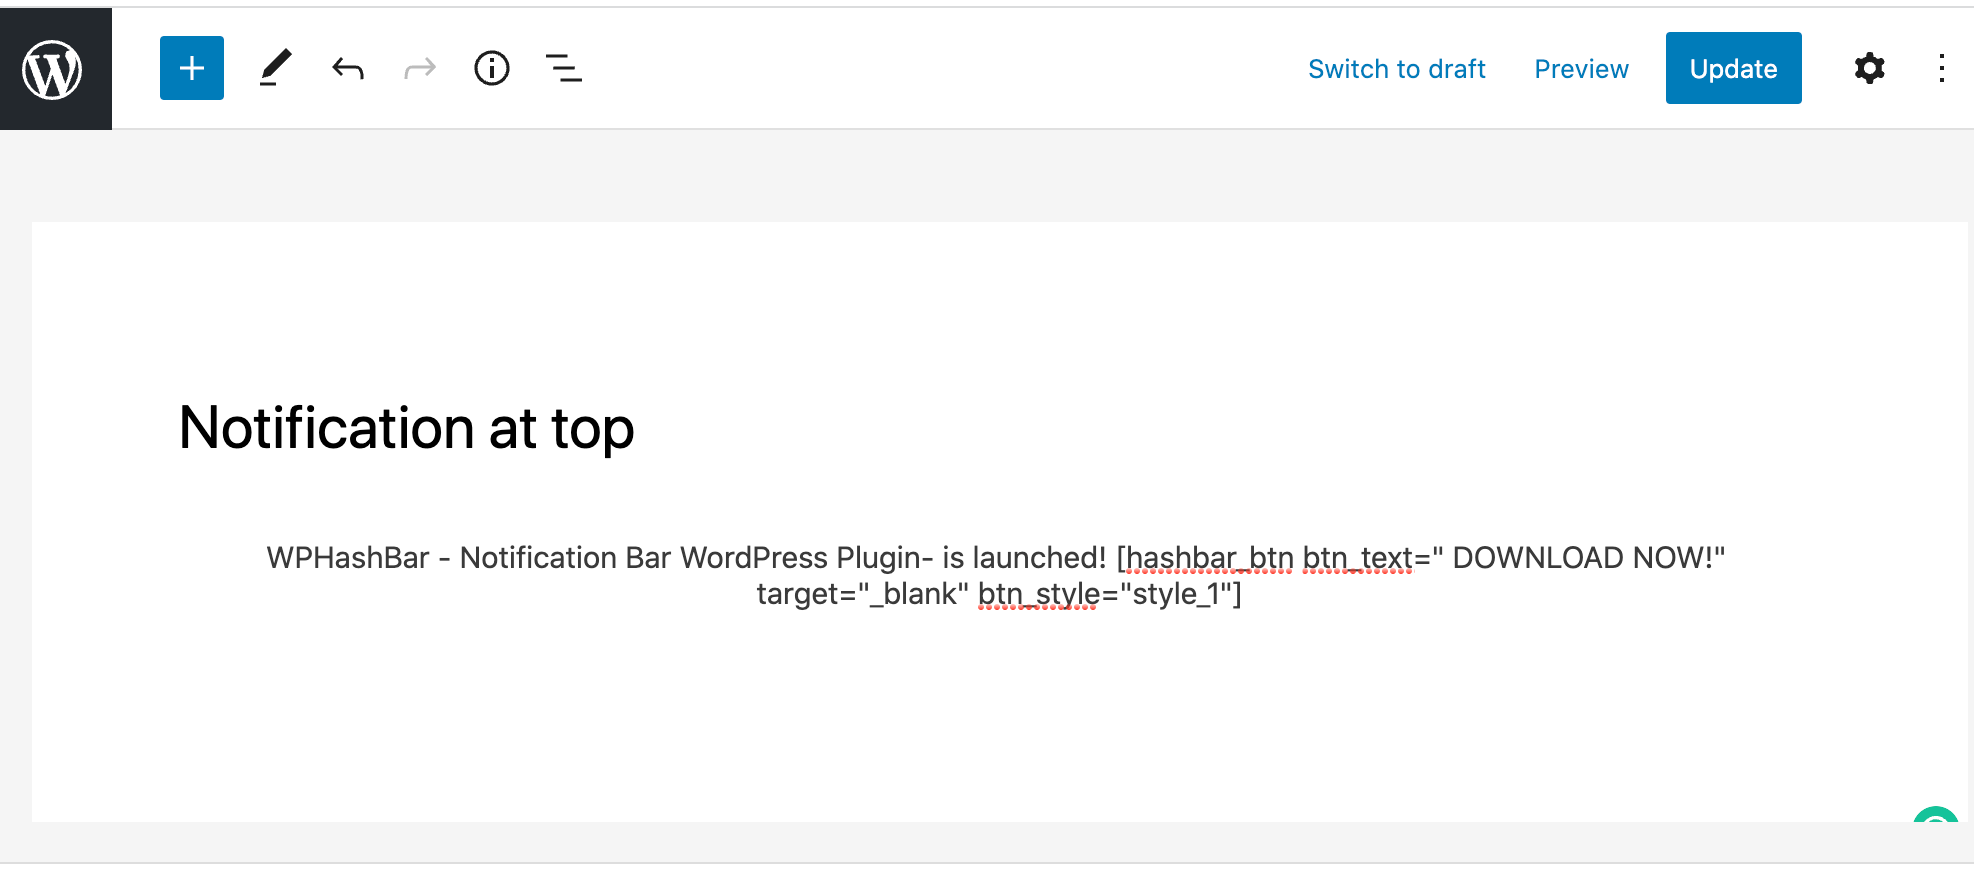 Switch to draft Preview Update
Notification at top
WPHashBar - Notification Bar WordPress Plugin- is launched! [hashbar_btn btn_text=" DOWNLOAD NOW!"
target="_blank" btn_style="style_1"]